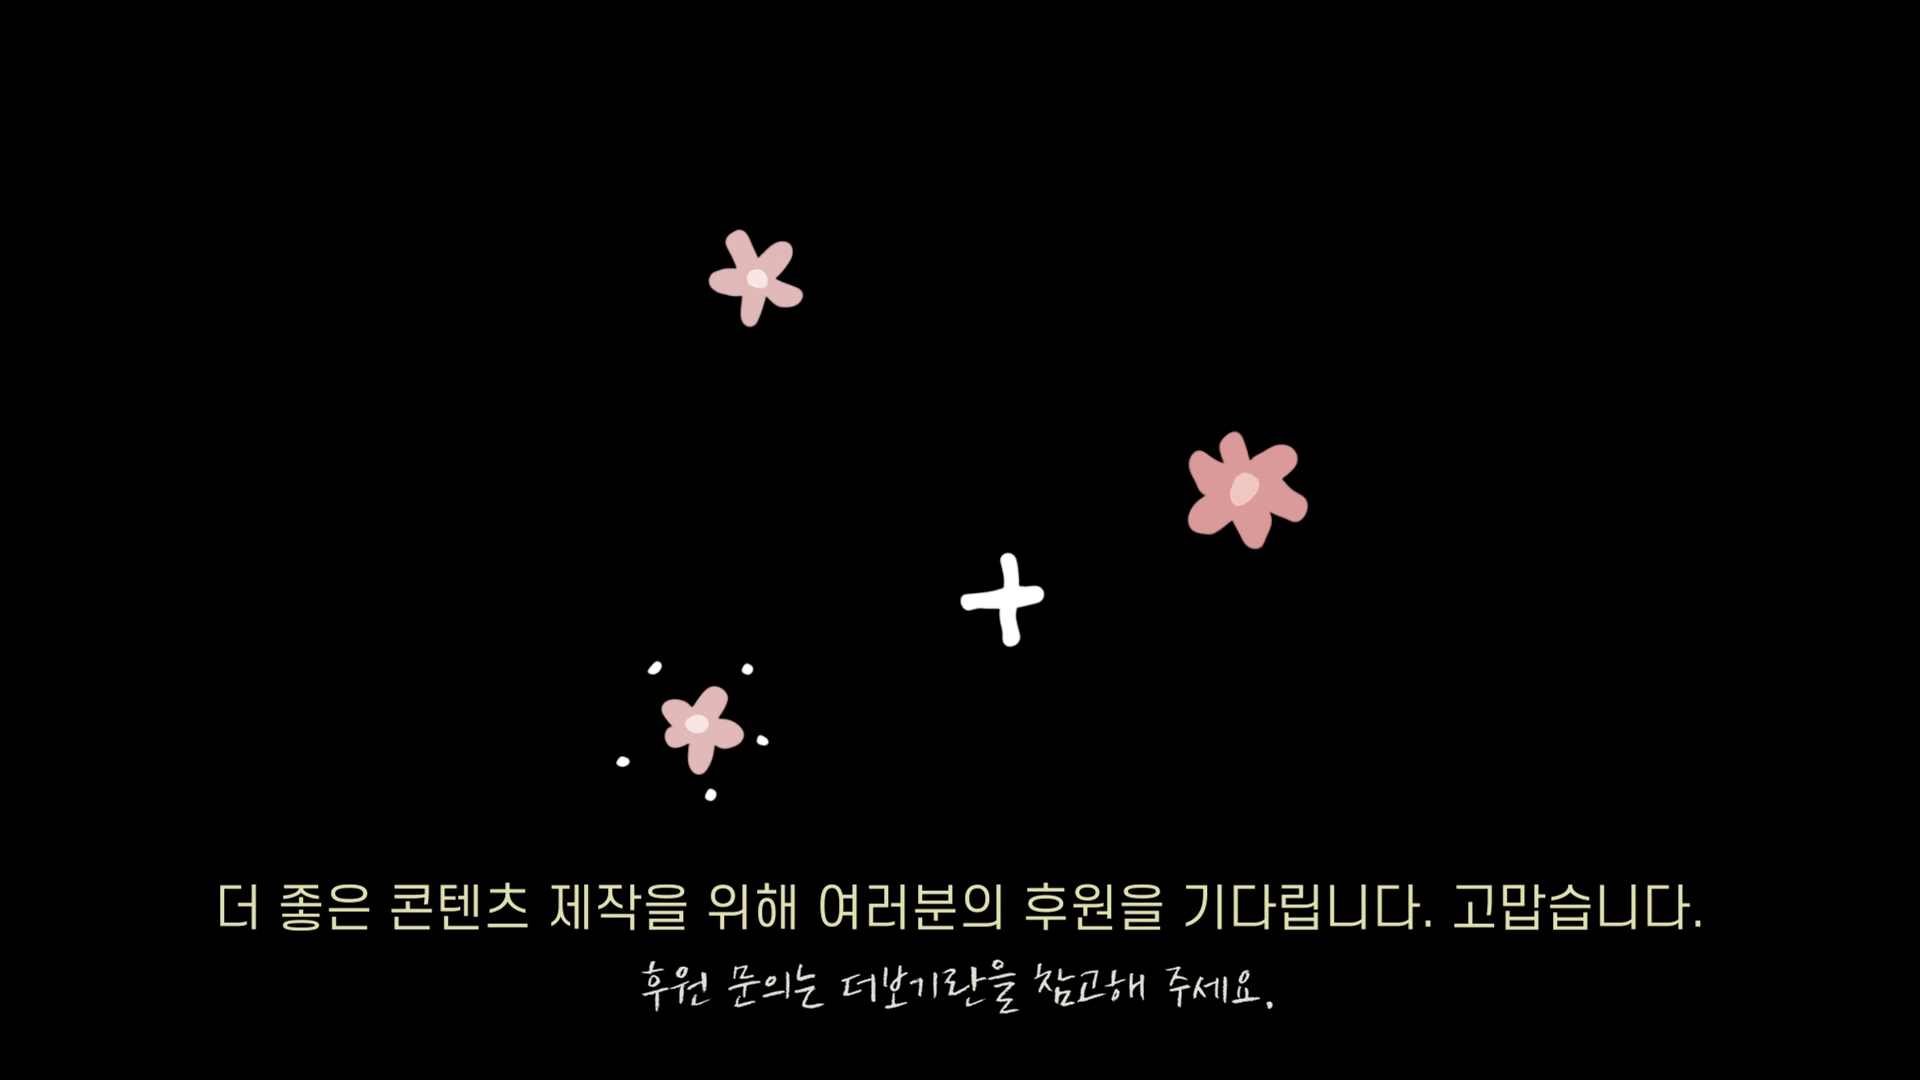 더 좋은 콘텐츠 제작을 위해 여러분의 후원을 기다립니다. 고맙습니다.
후원 문의는 더보기란을 참고해 주세요.